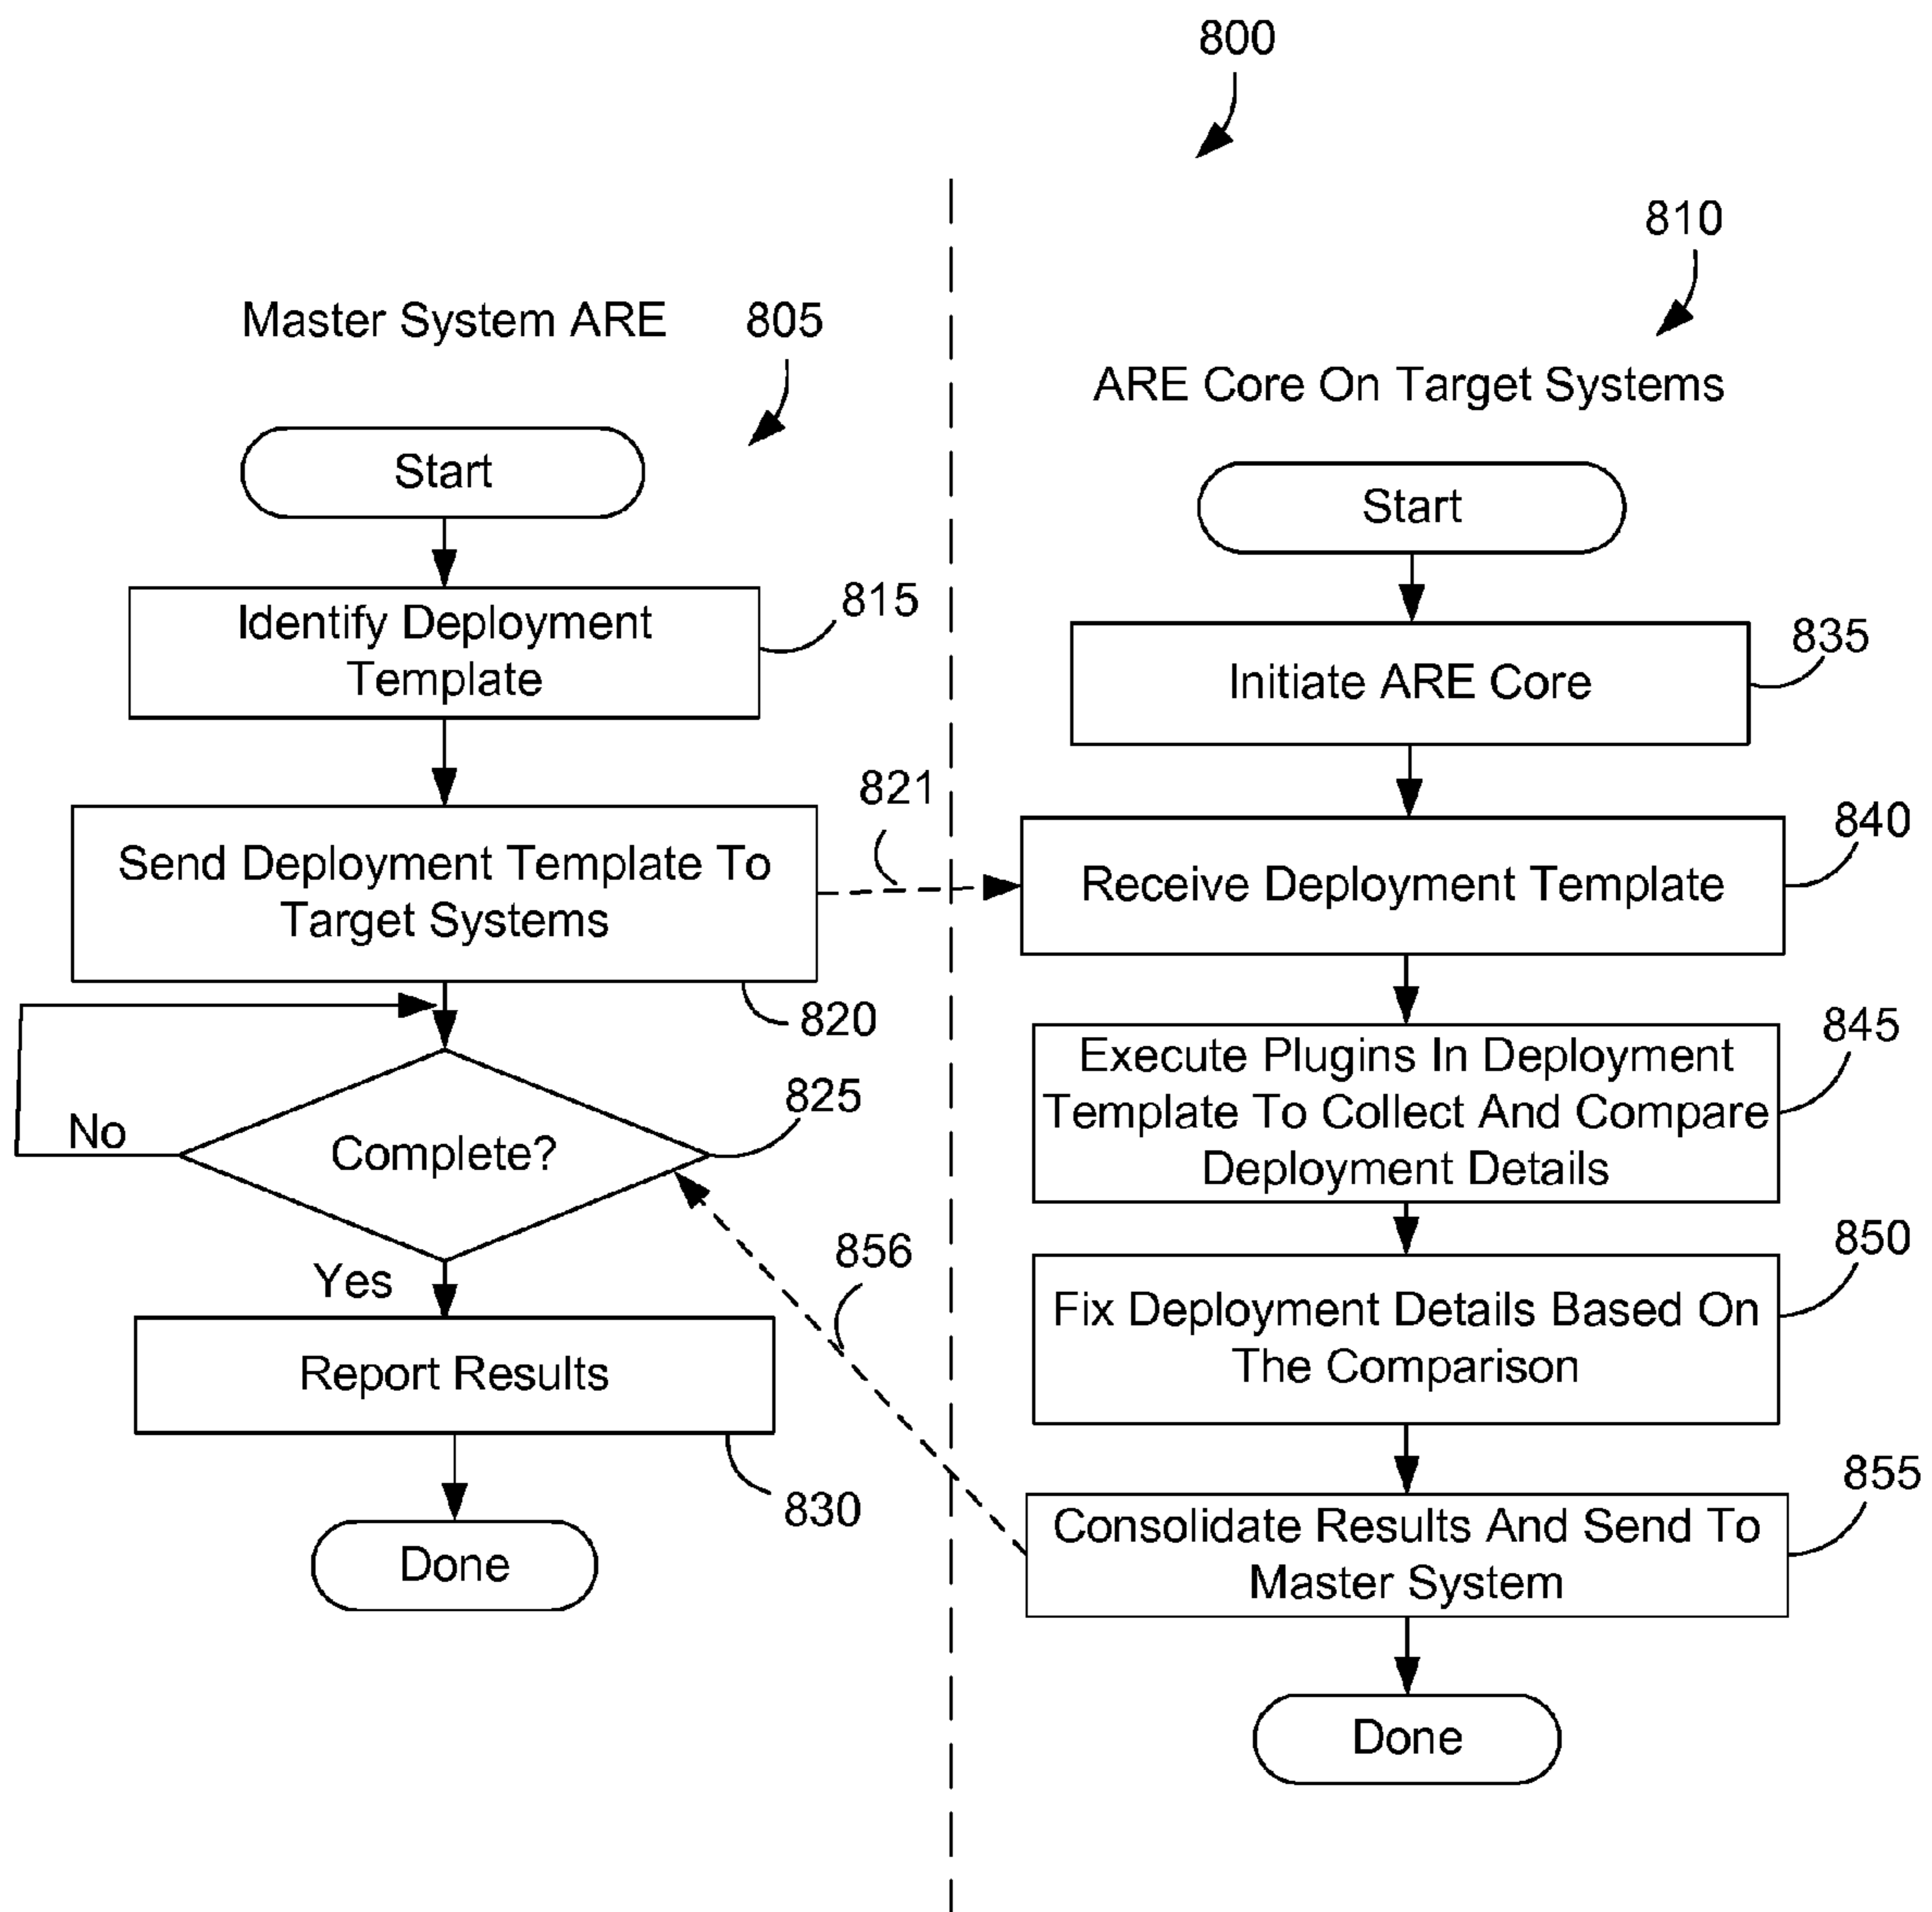 800
810
Master System ARE
805
ARE Core On Target Systems
Start
Start
Identify Deployment
Template
815
Initiate ARE Core
835
Send Deployment Template To
Target Systems
820
821
Receive Deployment Template
840
Complete?
825
No
Yes
Execute Plugins In Deployment
Template To Collect And Compare
Deployment Details
845
856
Fix Deployment Details Based On
The Comparison
850
Report Results
830
Consolidate Results And Send To
Master System
855
Done
Done